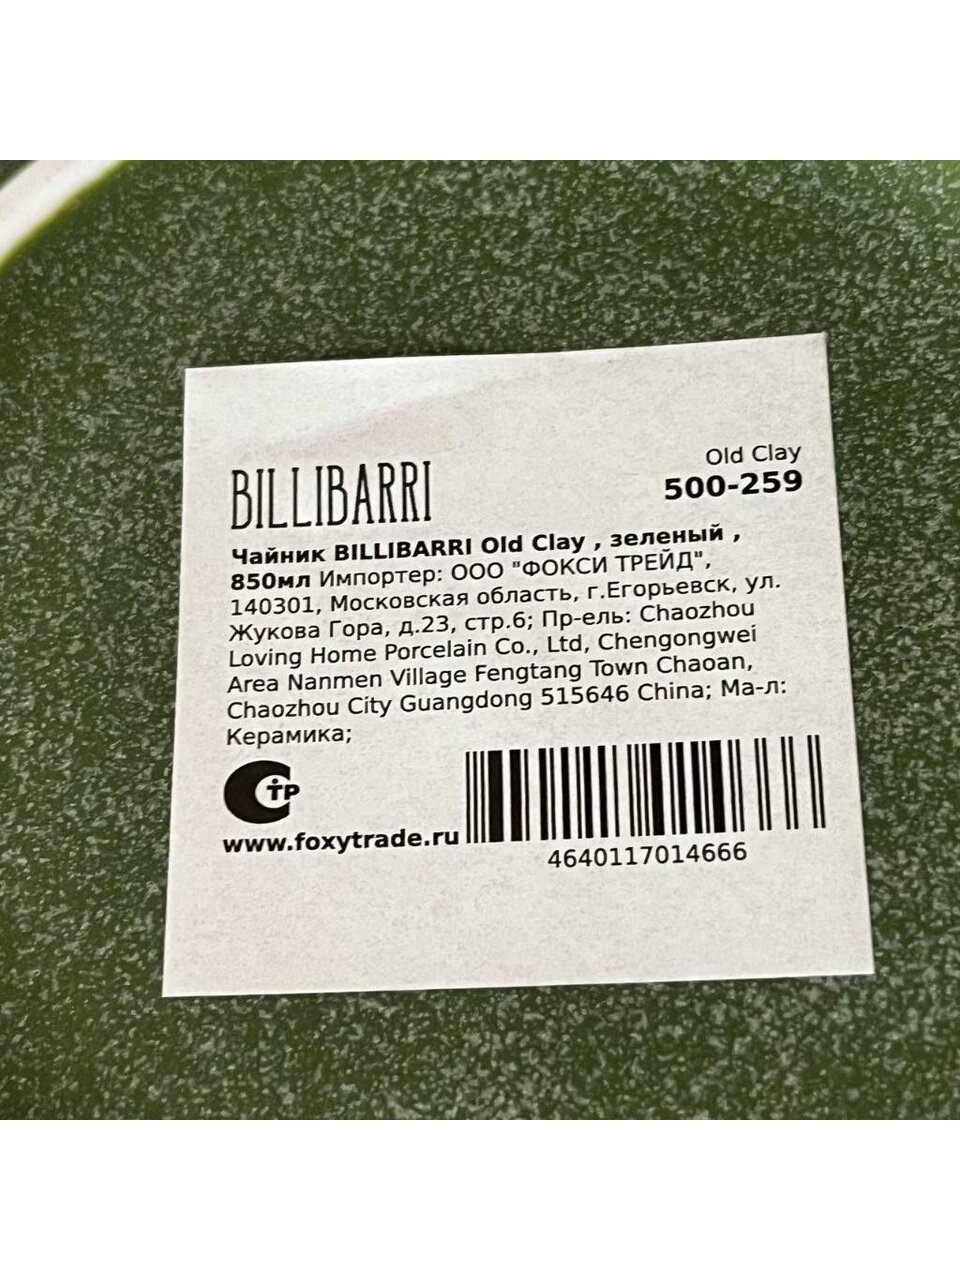 BILLIBARRI
Old Clay
500-259
Чайник BILLIBARRI Old Clay , зеленый ,
850мл Импортер: ООО "ФОКСИ ТРЕЙД",
140301, Московская область, г.Егорьевск, ул.
Жукова Гора, д.23, стр.6; Пр-ель: Chaozhou
Loving Home Porcelain Co., Ltd, Chengongwei
Area Nanmen Village Fengtang Town Chaoan,
Chaozhou City Guangdong 515646 China; Ма-л:
Керамика;
СТР
www.foxytrade.ru
4640117014666